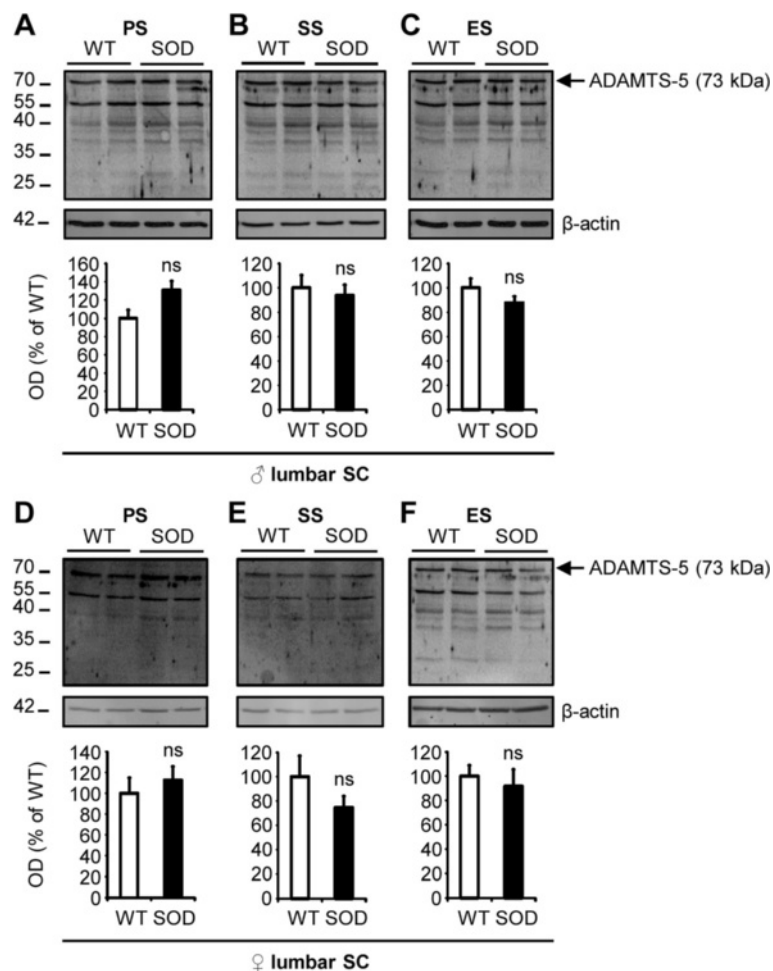 A PS B SS C ES
WT SOD WT SOD WT SOD
70
55
40
35
25
ADAMTS-5 (73 kDa)
42
β-actin
OD (% of WT)
160
140
120
100
80
60
40
20
0
ns
WT SOD
120
100
80
60
40
20
0
ns
WT SOD
120
100
80
60
40
20
0
ns
WT SOD
♂ lumbar SC
D PS E SS F ES
WT SOD WT SOD WT SOD
70
55
40
35
25
ADAMTS-5 (73 kDa)
42
β-actin
OD (% of WT)
140
120
100
80
60
40
20
0
ns
WT SOD
120
100
80
60
40
20
0
ns
WT SOD
120
100
80
60
40
20
0
ns
WT SOD
♀ lumbar SC